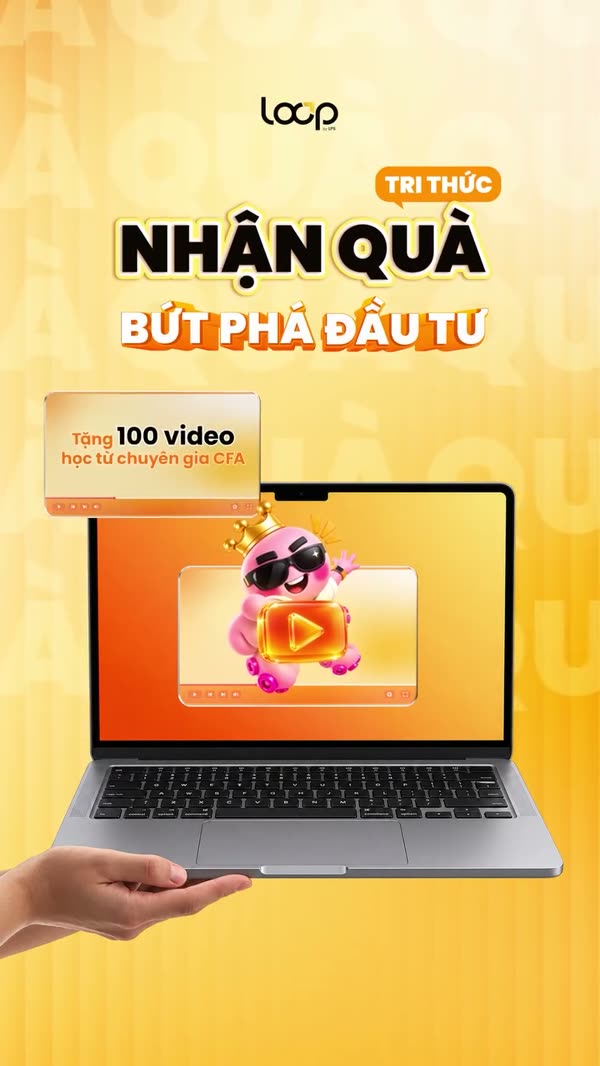 loop
by LPS
TRI THỨC
NHẬN QUÀ
BỨT PHÁ ĐẦU TƯ
Tặng 100 video
học từ chuyên gia CFA